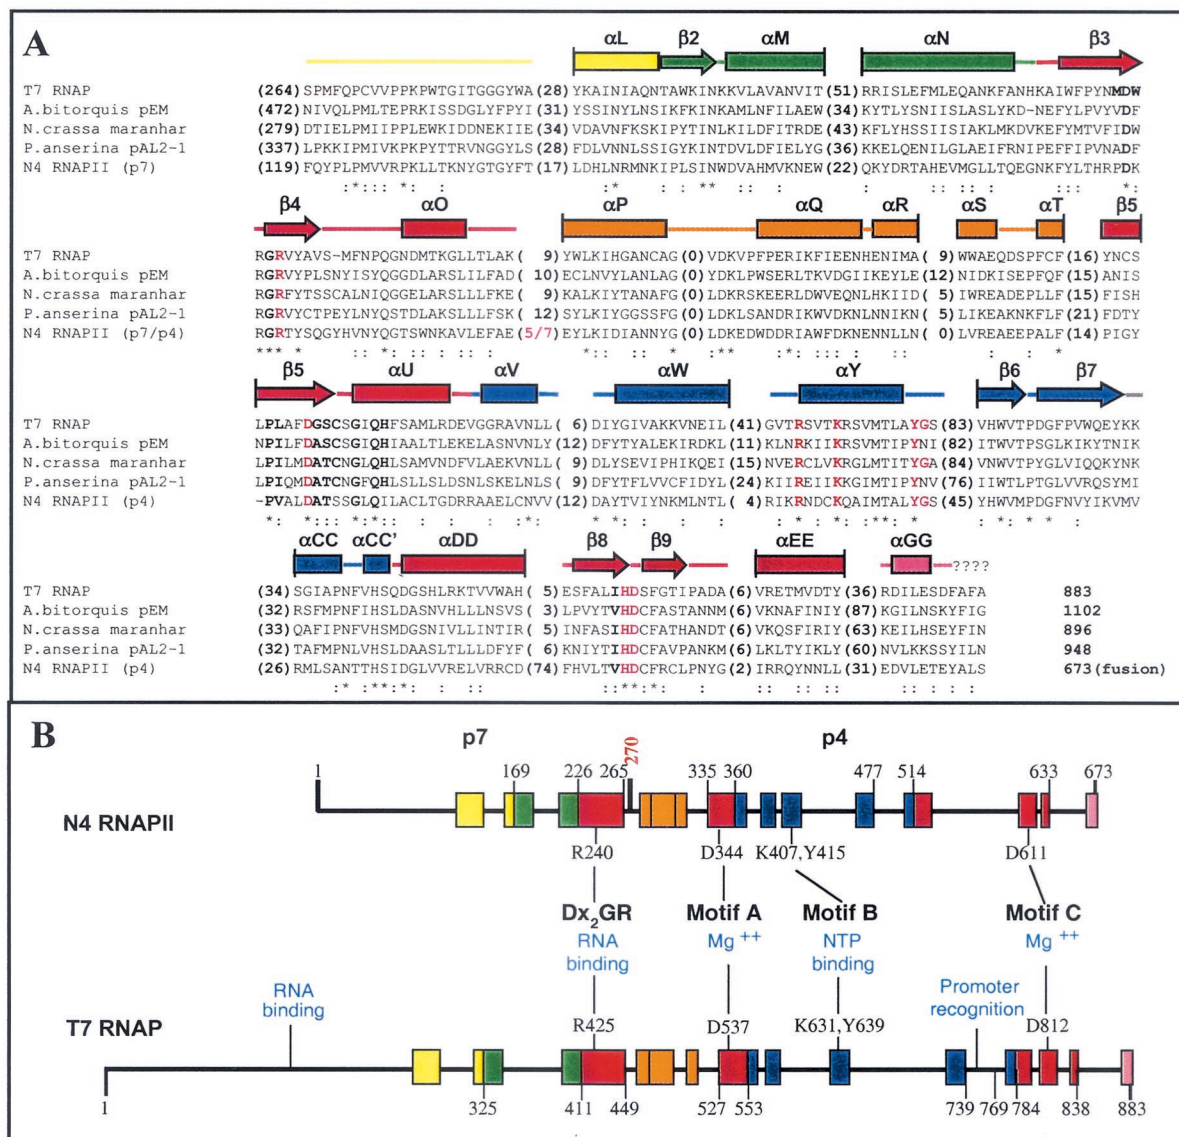 A
αL β2 αM αN β3
T7 RNAP (264)SPMFQPCVVPPKPWTGITGGGYWA(28)YKAINIAQNTAWKINKKVLAVANVIT(51)RRISLEFMLEQANKFANHKAIWFPYNMDW
A.bitorquis pEM (472)NIVQLPMLTEPRKISSDGLYFPYI(31)YSSINYLNSIKFKINKAMLNFILAEW(34)KYTLYSNIISLASLYKD-NEFYLPVYVDF
N.crassa maranhar (279)DTIELPMIIPPLEWKIDDNEKIIE(34)VDAVNFKSKIPYTINTNLKILDFITRDE(43)KFLYHSSNIISIAKLMKDVKEFYMTVFIDW
P.anserina pAL2-1 (337)LPKKIPMIVKPKPYTTRVNGGYLS(28)FDLVNNLSSIGYKINTDVLDFIELYG(36)KKELQENILGLAEIFRNIPEFFIPVNADF
N4 RNAPII (p7) (119)FQYPLPMVVRPKLLTKNYGTGYFT(17)LDHLNRMNKIPLSINWDVAHMVKNEW(22)QKYDRTAHEVMGLLTQEGNKFYLTHRPDK
β4 αO αP αQ αR αS αT β5
T7 RNAP RGRVYAVS-MFNPQGNDMTKGLLTLAK( 9)YWLKIHGANCAG(0)VDKVPFPERIKFIEENHENIMA( 9)WWAEQDSPFCF(16)YNCS
A.bitorquis pEM RGRVYPLSNYISYQGGDLARSLILFAD(10)ECLNVYLANLAG(0)YDKLPWSERLTKVDGIIKEYLE(12)NIDKISEPFQF(15)ANIS
N.crassa maranhar RGRFYTSSCALNIQGGELARSLLLFKE( 9)KALKIYTANAFG(0)LDKRSKEERLDWVEQNLHKIID( 5)IWREADEPLLF(15)FISH
P.anserina pAL2-1 RGRVYCTPEYLNYQSTDLAKSLLLFSK(12)SYLKIYGGSSFG(0)LDKMSVKDRIAWVDKNLKNIKN( 5)LIKEAKNKFLF(21)FDTY
N4 RNAPII (p7/p4) RGRTYSQGYHVNYQGTSWNKAVLEFAE(5/7)EYLKIDIANNYG(0)LDKEDWDDRIAWFDKNENNLLN( 0)LVREAEEPALF(14)PIGY
β5 αU αV αW αY β6 β7
T7 RNAP LPLAFDGSCSGIQHFSAMLRDEVGGRAVNLL( 6)DIYGIVAKKVNEIL(41)GVTRSVTKRSVMTLAYGS(83)VHWVTPDGFPVWQEYKK
A.bitorquis pEM NPILFDASCSGIQHIAALTLEKELASNVILF(12)DFYTYALEKIRDKL(11)KLNRKIIKIPVMTIPYNI(82)ITWVTPSGLKIKYTNIK
N.crassa maranhar LPILMDATCNGLQHLSAMVNDFVLAEKVNLL( 9)DLYSEVIPHIKQEI(15)NVERCLVKRGLMITITYGA(84)VNWVTPYGLVIQQKYNK
P.anserina pAL2-1 LPIQMDATCNGFQHLSLLSLDSNLSKELNLS( 9)DFYTFLVVCFIDYL(24)KIIREIIKKGLMTIPYNV(76)IIWTLPTGLVVRQSYMI
N4 RNAPII (p4) -PVALDATSSGLQILACLTGDRRAAELCNVV(12)DAYTVIYNKMLNTL( 4)RIKRNDCKQAIMTALYGS(45)YHWVMPDGFNVYIKVMV
αCC αCC' αDD β8 β9 αEE αGG
T7 RNAP (34)SGIAPNFVHSQDGSHLRKTVVWAH( 5)ESFALIHDSFGTIPADA(6)VRETMVDTY(36)RDILESDFAFA 883
????
A.bitorquis pEM (32)RSFMPNFIHSLDASNVHLLLNSVS( 3)LPVYTVHDCFASTANNM(6)VKNAFINIY(87)KGILNSKYFIG 1102
N.crassa maranhar (33)QAFIPNFVHSMDGSNIVLLINTIR( 5)INFASIHDCFATHANDT(6)VKQSFIRIY(63)KEILHSEYFIN 896
P.anserina pAL2-1 (32)TAFMPNLVHSLDAASLTLLLDFYF( 6)KNIYTIHDCFAVPANKM(6)LKLTYIKLY(60)NVLKKSSYILN 948
N4 RNAPII (p4) (26)RMLSANTTHSIDGLVVRELVRRCD(74)FHVLTVHDCFRCLPNYG(2)IRRQYNNLL(31)EDVLETEYALS 673(fusion)
B
p7 270 p4
1 169 226 265 335 360 477 514 633 673
N4 RNAPII
R240 D344 K407,Y415 D611
Dx2GR Motif A Motif B Motif C
RNA binding Mg ++ NTP binding Mg ++
RNA binding
Promoter recognition
T7 RNAP
R425 D537 K631,Y639 D812
1 325 411 449 527 553 739 769 784 838 883